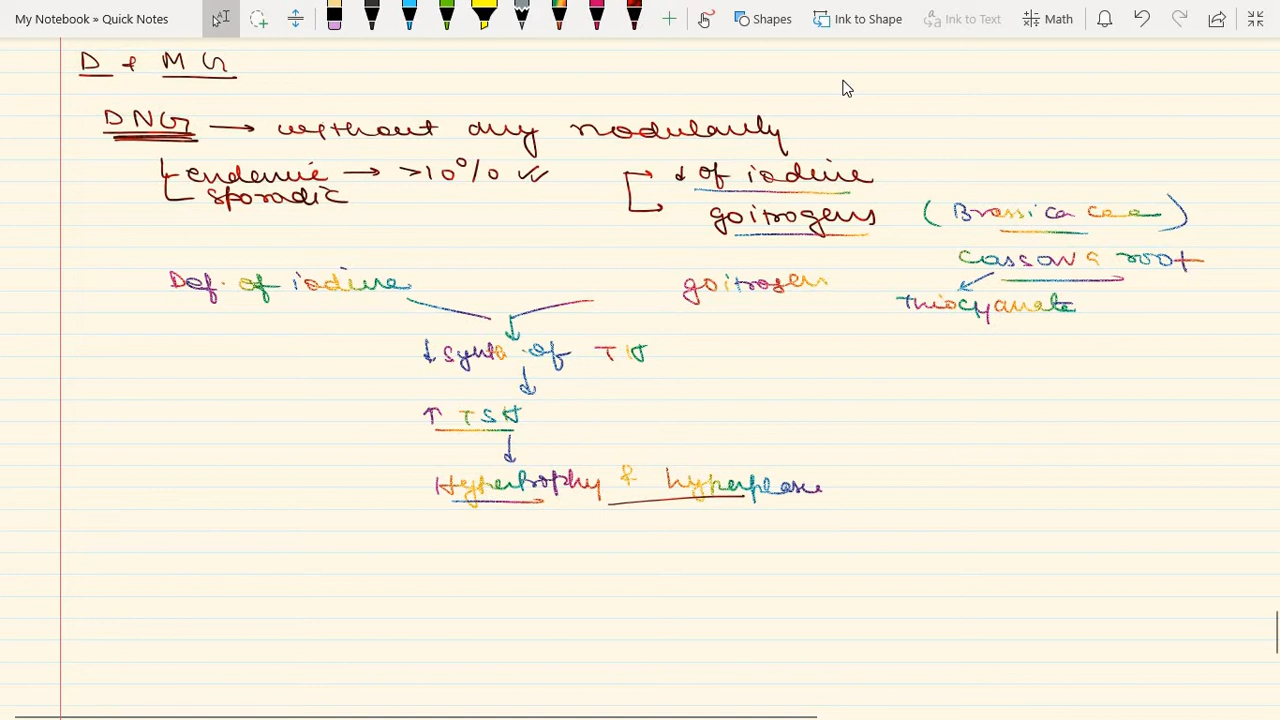 My Notebook » Quick Notes
Shapes
Ink to Shape
Ink to Text
Math
D & MG
DNG → without any nodularity
endemic → >10% ✓ ↓ of iodine
sporadic
goitrogens (Brassicaceae)
cassava root
Def. of iodine goitrogen
thiocyanate
↓ synth of TH
↑ TSH
Hypertrophy & hyperplasia